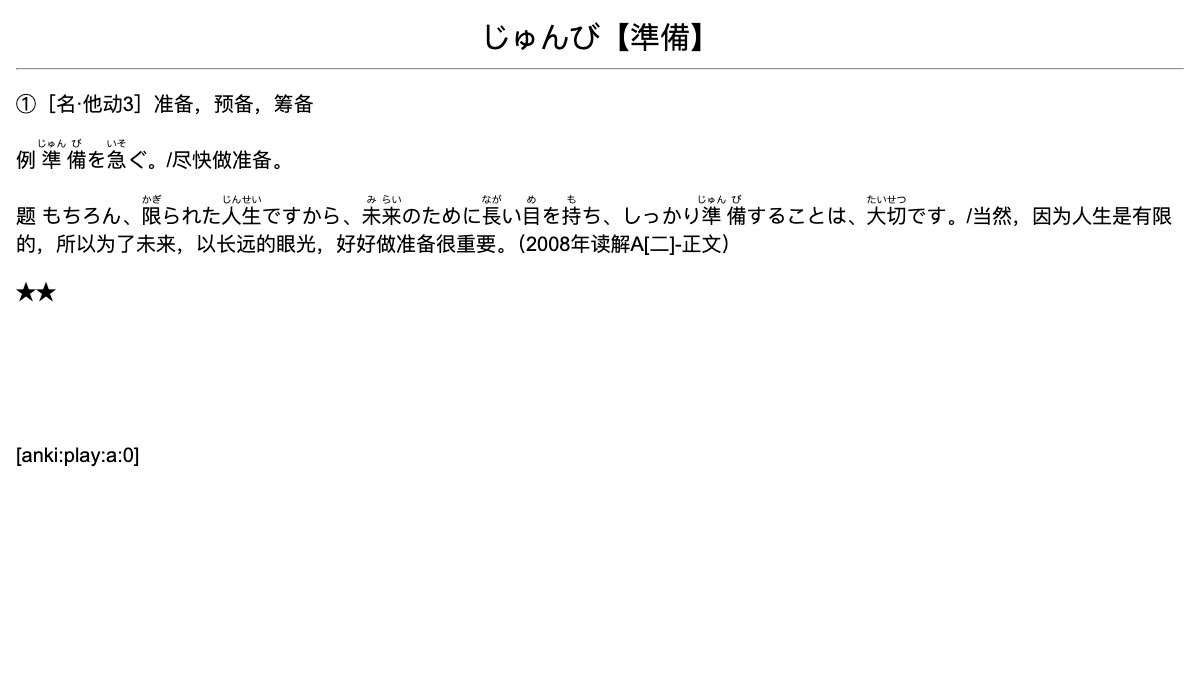 じゅんび【準備】
①［名·他动3］准备，预备，筹备
じゅん び いそ
例 準 備を急ぐ。/尽快做准备。
かぎ じんせい み らい なが め も じゅん び たいせつ
题 もちろん、限られた人生ですから、未来のために長い目を持ち、しっかり準 備することは、大切です。/当然，因为人生是有限
的，所以为了未来，以长远的眼光，好好做准备很重要。（2008年读解A[二]-正文）
★★
[anki:play:a:0]